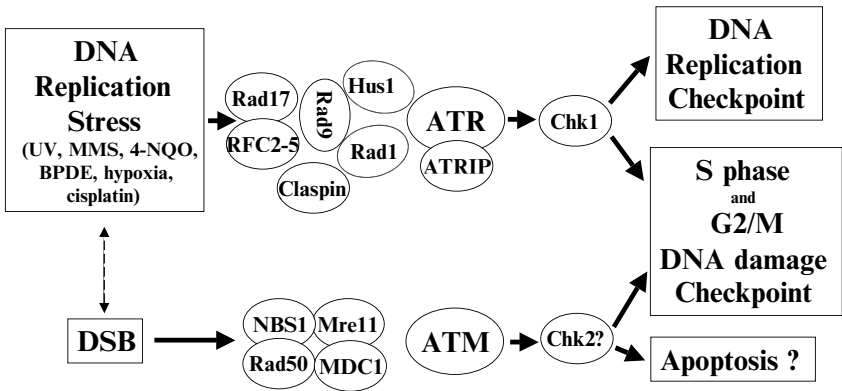 DNA
Replication
Stress
(UV, MMS, 4-NQO,
BPDE, hypoxia,
cisplatin)
Rad17
RFC2-5
Rad9
Hus1
Rad1
Claspin
ATR
ATRIP
Chk1
DNA
Replication
Checkpoint
S phase
and
G2/M
DNA damage
Checkpoint
DSB
NBS1
Mre11
Rad50
MDC1
ATM
Chk2?
Apoptosis ?